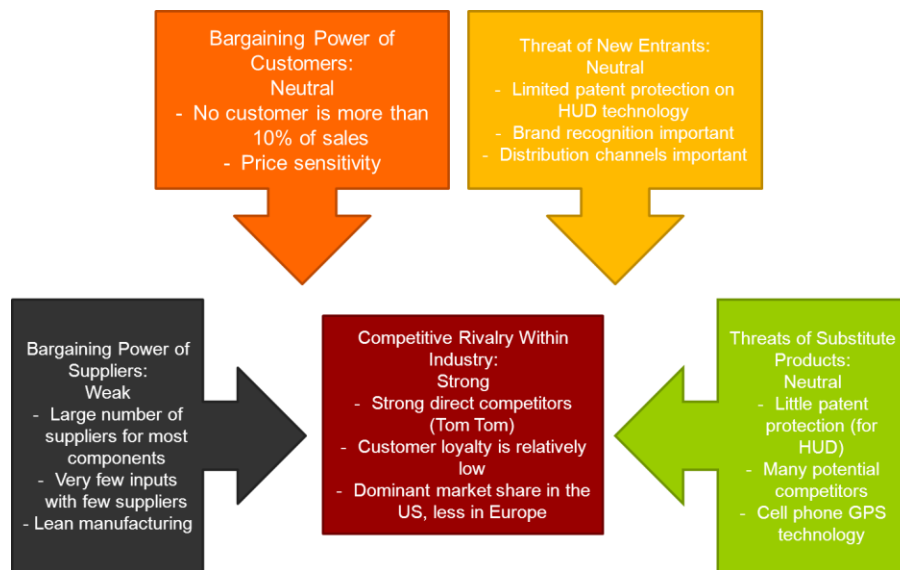 Bargaining Power of
Customers:
Neutral
- No customer is more than
10% of sales
- Price sensitivity
Threat of New Entrants:
Neutral
- Limited patent protection on
HUD technology
- Brand recognition important
- Distribution channels important
Bargaining Power of
Suppliers:
Weak
- Large number of
suppliers for most
components
- Very few inputs
with few suppliers
- Lean manufacturing
Competitive Rivalry Within
Industry:
Strong
- Strong direct competitors
(Tom Tom)
- Customer loyalty is relatively
low
- Dominant market share in the
US, less in Europe
Threats of Substitute
Products:
Neutral
- Little patent
protection (for
HUD)
- Many potential
competitors
- Cell phone GPS
technology